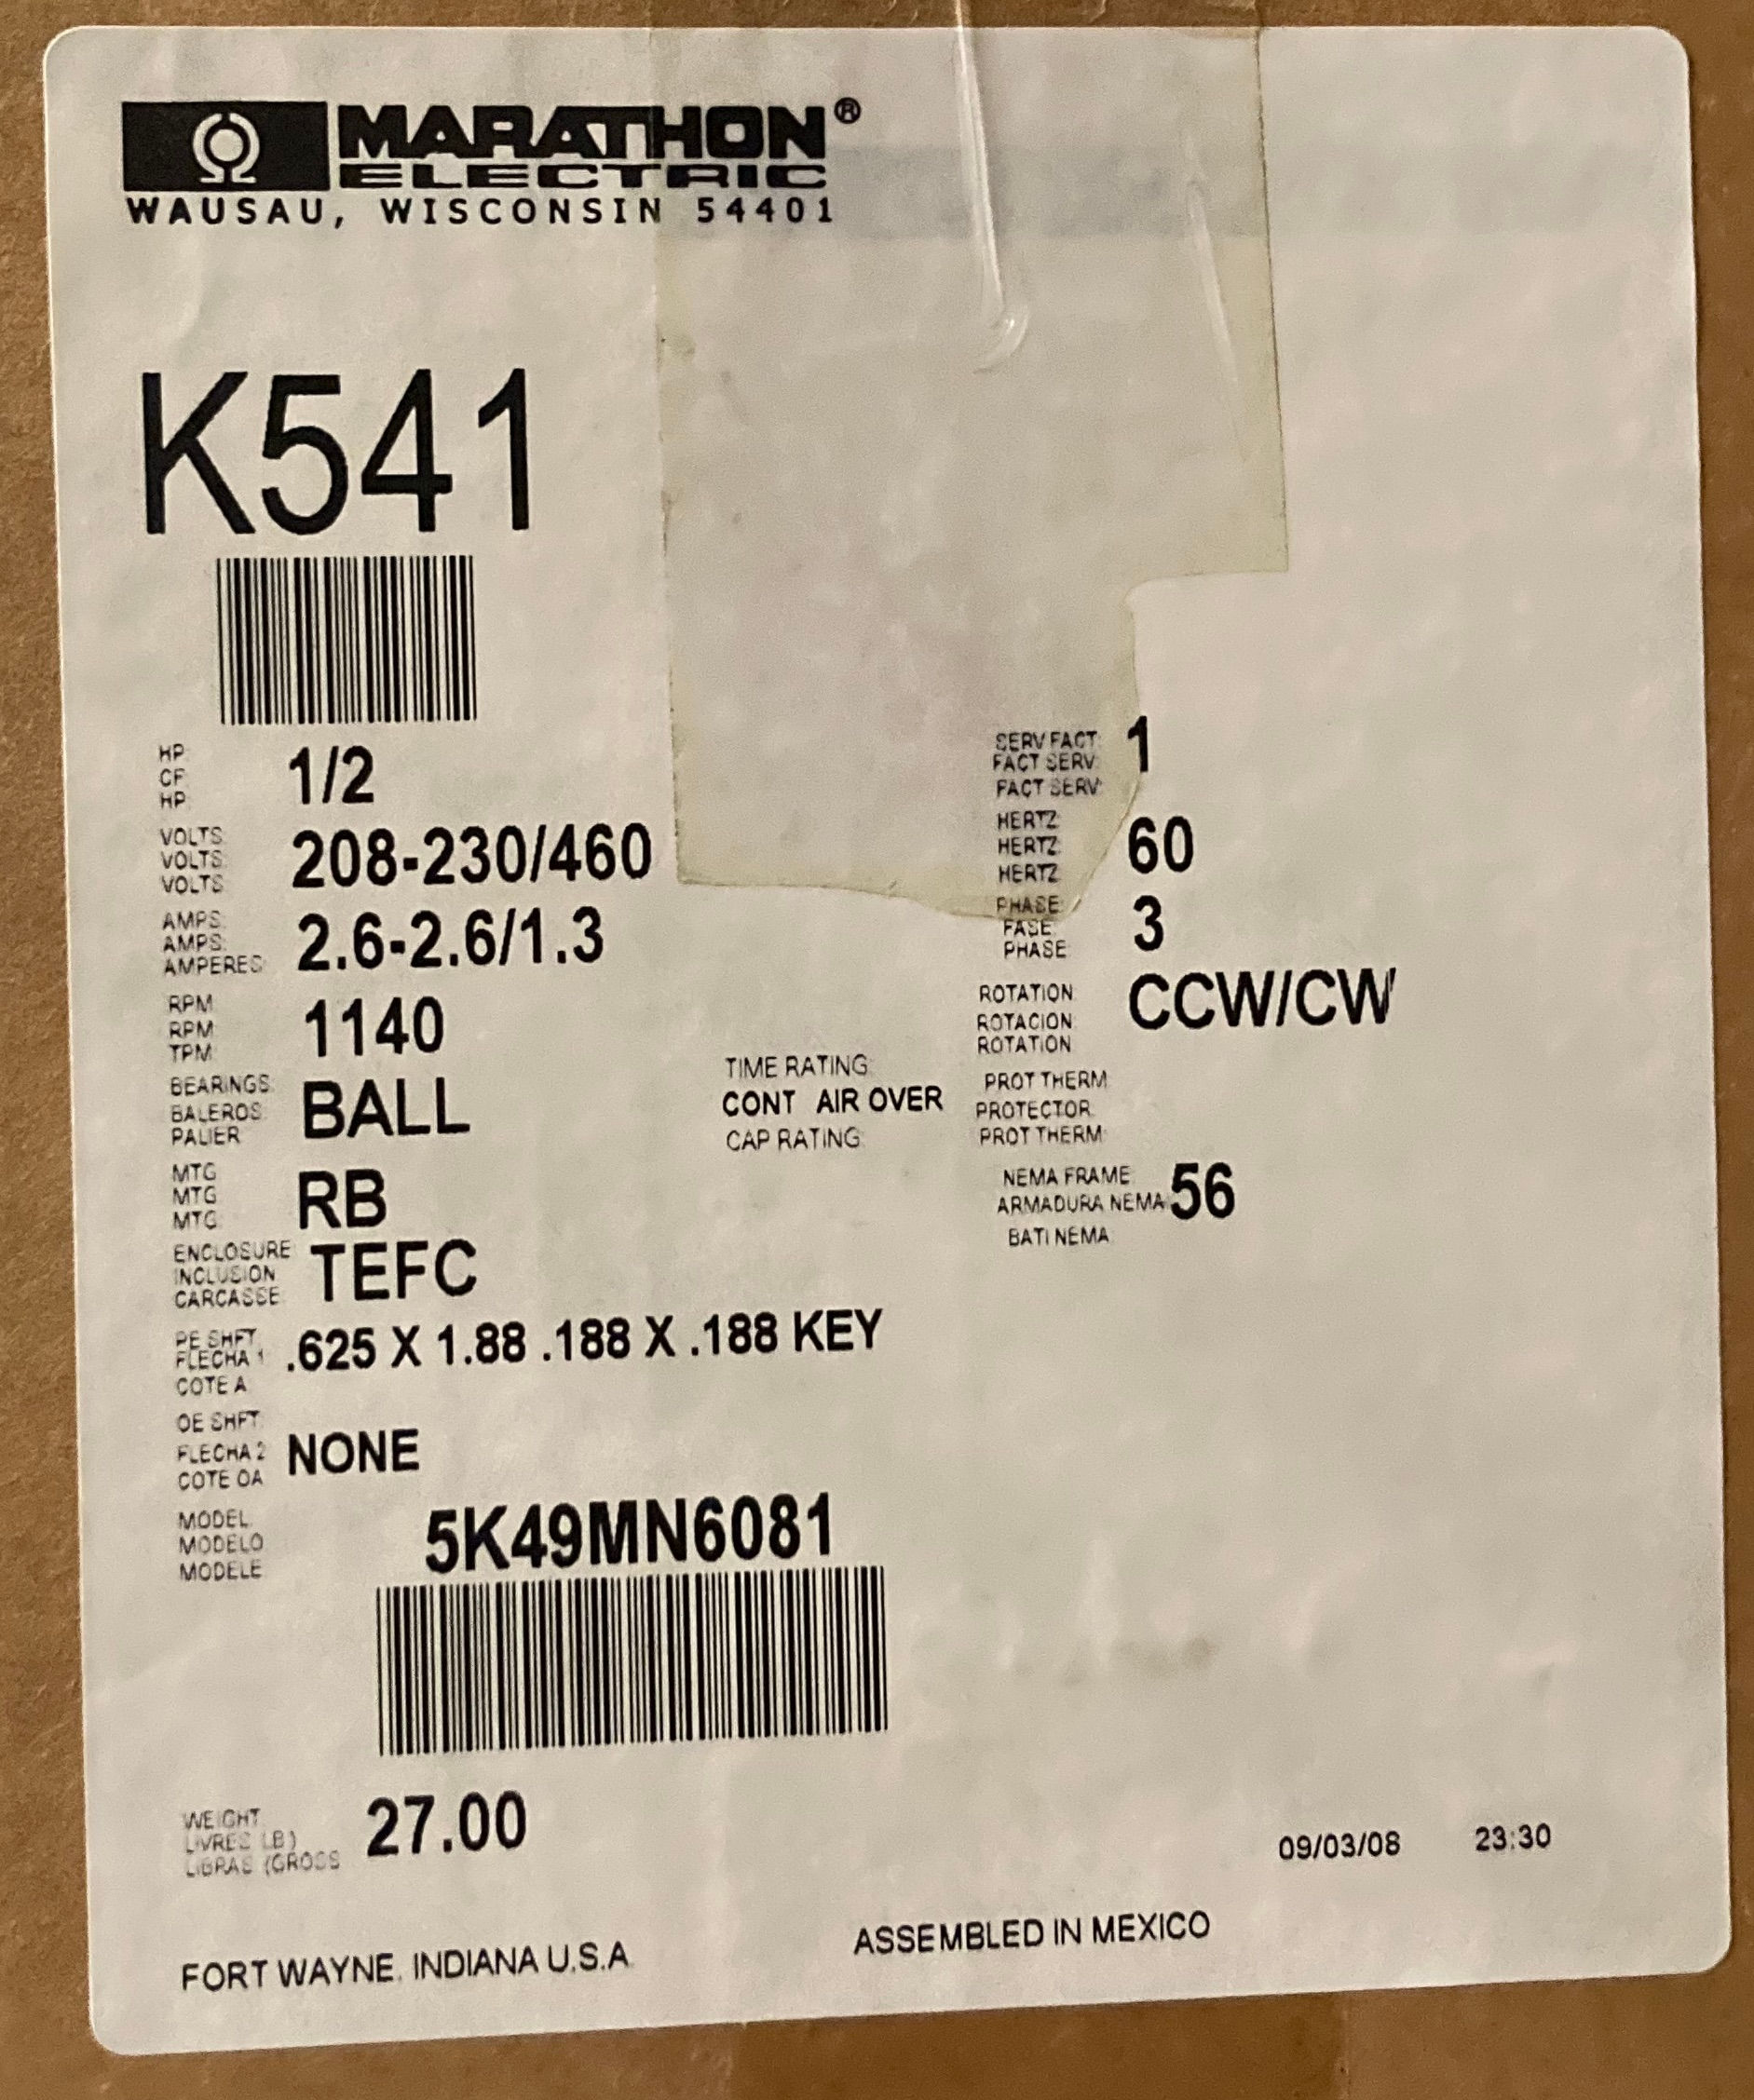 MARATHON®
ELECTRIC
WAUSAU, WISCONSIN 54401
K541
HP 1/2
CF
HP
VOLTS 208-230/460
VOLTS
VOLTS
AMPS 2.6-2.6/1.3
AMPS
AMPERES
RPM 1140
RPM
TPM
BEARINGS BALL
BALEROS
PALIER
MTG RB
MTG
MTG
ENCLOSURE TEFC
INCLUSION
CARCASSE
PE SHFT .625 X 1.88 .188 X .188 KEY
FLECHA 1
COTE A
OE SHFT
FLECHA 2 NONE
COTE OA
MODEL 5K49MN6081
MODELO
MODELE
WEIGHT 27.00
LIVRES (LB)
LIBRAS (GROSS
SERV FACT: 1
FACT SERV:
FACT SERV
HERTZ 60
HERTZ
HERTZ
PHASE 3
FASE
PHASE
ROTATION CCW/CW
ROTACION
ROTATION
TIME RATING:
CONT AIR OVER
CAP RATING
PROT THERM
PROTECTOR
PROT THERM
NEMA FRAME 56
ARMADURA NEMA
BATI NEMA
09/03/08 23:30
FORT WAYNE, INDIANA U.S.A
ASSEMBLED IN MEXICO